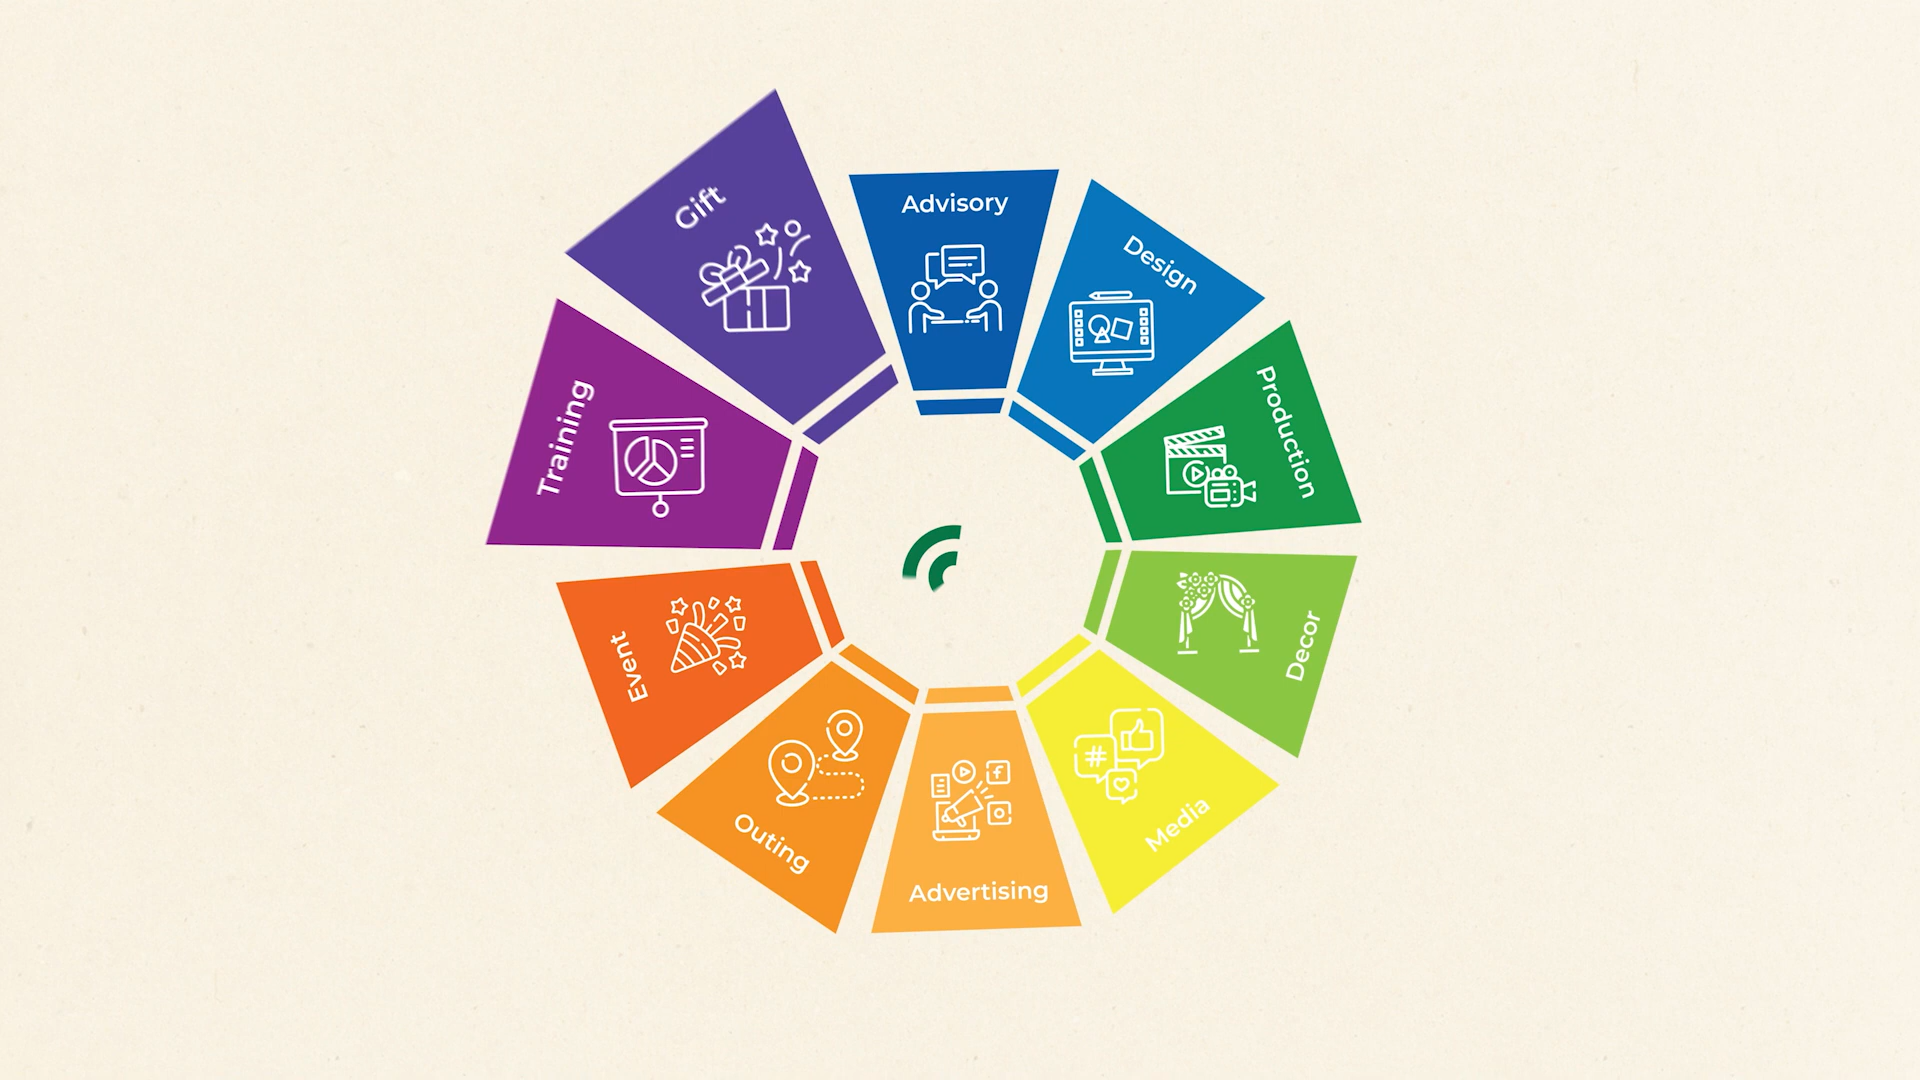 Advisory
Design
Production
Decor
Media
Advertising
Outing
Event
Training
Gift
#
f